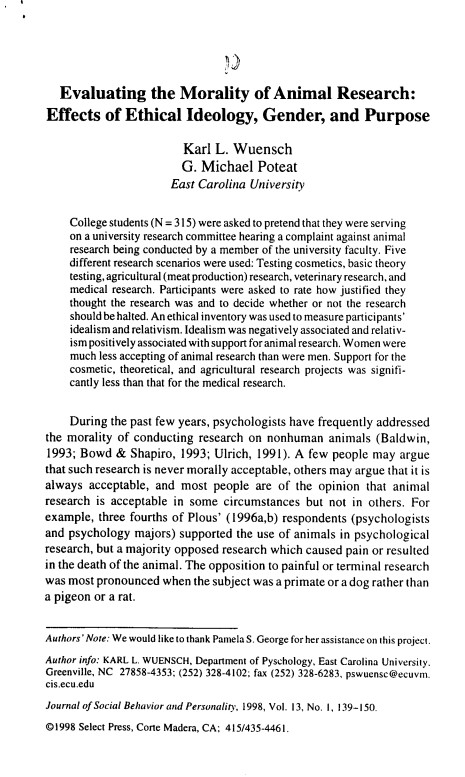 Evaluating the Morality of Animal Research:
Effects of Ethical Ideology, Gender, and Purpose
Karl L. Wuensch
G. Michael Poteat
East Carolina University
College students (N = 315) were asked to pretend that they were serving
on a university research committee hearing a complaint against animal
research being conducted by a member of the university faculty. Five
different research scenarios were used: Testing cosmetics, basic theory
testing, agricultural (meat production) research, veterinary research, and
medical research. Participants were asked to rate how justified they
thought the research was and to decide whether or not the research
should be halted. An ethical inventory was used to measure participants'
idealism and relativism. Idealism was negatively associated and relativ-
ism positively associated with support for animal research. Women were
much less accepting of animal research than were men. Support for the
cosmetic, theoretical, and agricultural research projects was signifi-
cantly less than that for the medical research.
During the past few years, psychologists have frequently addressed
the morality of conducting research on nonhuman animals (Baldwin,
1993; Bowd & Shapiro, 1993; Ulrich, 1991). A few people may argue
that such research is never morally acceptable, others may argue that it is
always acceptable, and most people are of the opinion that animal
research is acceptable in some circumstances but not in others. For
example, three fourths of Plous' (1996a,b) respondents (psychologists
and psychology majors) supported the use of animals in psychological
research, but a majority opposed research which caused pain or resulted
in the death of the animal. The opposition to painful or terminal research
was most pronounced when the subject was a primate or a dog rather than
a pigeon or a rat.
Authors' Note: We would like to thank Pamela S. George for her assistance on this project.
Author info: KARL L. WUENSCH, Department of Pyschology, East Carolina University,
Greenville, NC 27858-4353; (252) 328-4102; fax (252) 328-6283, pswuensc@ecuvm.
cis.ecu.edu
Journal of Social Behavior and Personality, 1998, Vol. 13, No. 1, 139-150.
©1998 Select Press, Corte Madera, CA; 415/435-4461.